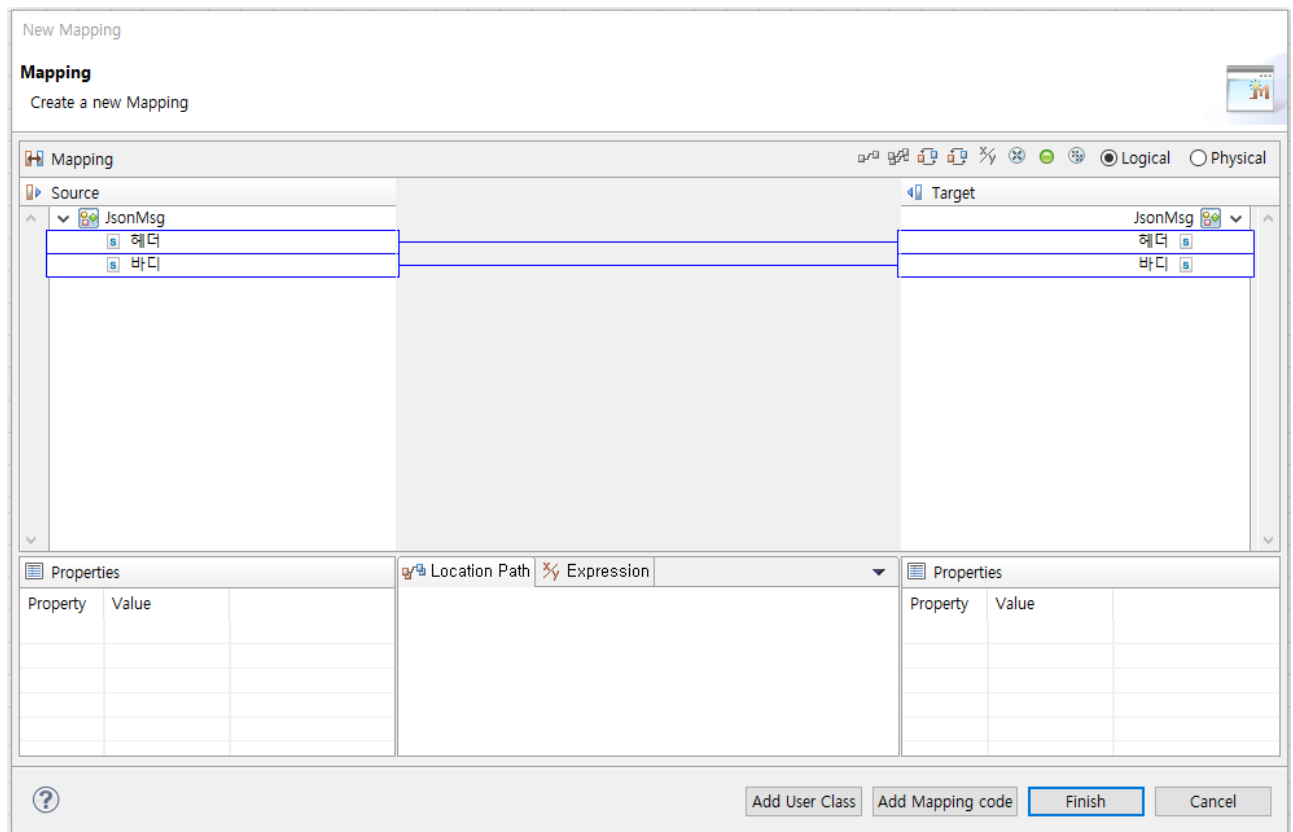 New Mapping
Mapping
Create a new Mapping
Mapping
Logical
Physical
Source
Target
JsonMsg
JsonMsg
헤더
헤더
바디
바디
Properties
Location Path
Expression
Properties
Property Value
Property Value
Add User Class
Add Mapping code
Finish
Cancel